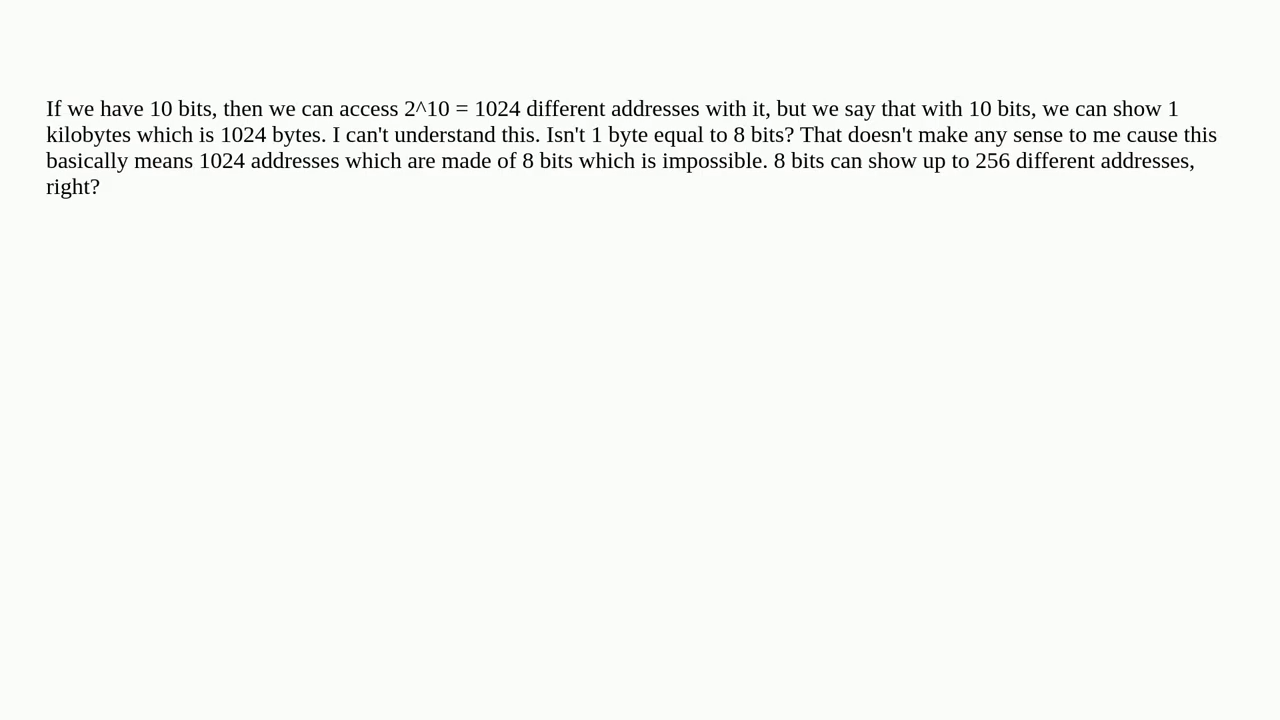 If we have 10 bits, then we can access 2^10 = 1024 different addresses with it, but we say that with 10 bits, we can show 1
kilobytes which is 1024 bytes. I can't understand this. Isn't 1 byte equal to 8 bits? That doesn't make any sense to me cause this
basically means 1024 addresses which are made of 8 bits which is impossible. 8 bits can show up to 256 different addresses,
right?